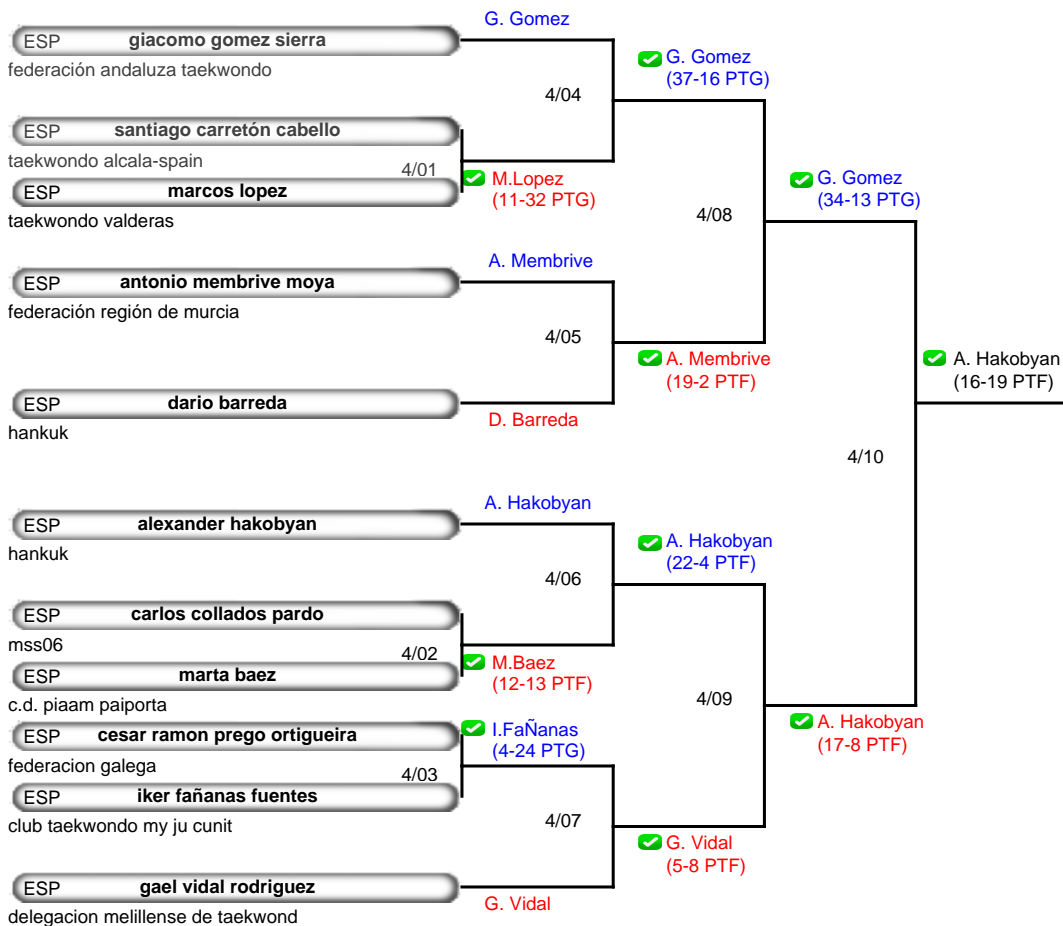 G. Gomez
ESP giacomo gomez sierra
federación andaluza taekwondo
G. Gomez
(37-16 PTG)
4/04
ESP santiago carretón cabello
taekwondo alcala-spain
4/01
M.Lopez
(11-32 PTG)
ESP marcos lopez
taekwondo valderas
G. Gomez
(34-13 PTG)
4/08
A. Membrive
ESP antonio membrive moya
federación región de murcia
4/05
A. Membrive
(19-2 PTF)
ESP dario barreda
hankuk
D. Barreda
A. Hakobyan
(16-19 PTF)
4/10
A. Hakobyan
ESP alexander hakobyan
hankuk
A. Hakobyan
(22-4 PTF)
4/06
ESP carlos collados pardo
mss06
4/02
M.Baez
(12-13 PTF)
ESP marta baez
c.d. piaam paiporta
4/09
A. Hakobyan
(17-8 PTF)
ESP cesar ramon prego ortigueira
federacion galega
I.FaÑanas
(4-24 PTG)
4/03
ESP iker fañanas fuentes
club taekwondo my ju cunit
4/07
G. Vidal
(5-8 PTF)
ESP gael vidal rodriguez
delegacion melillense de taekwond
G. Vidal